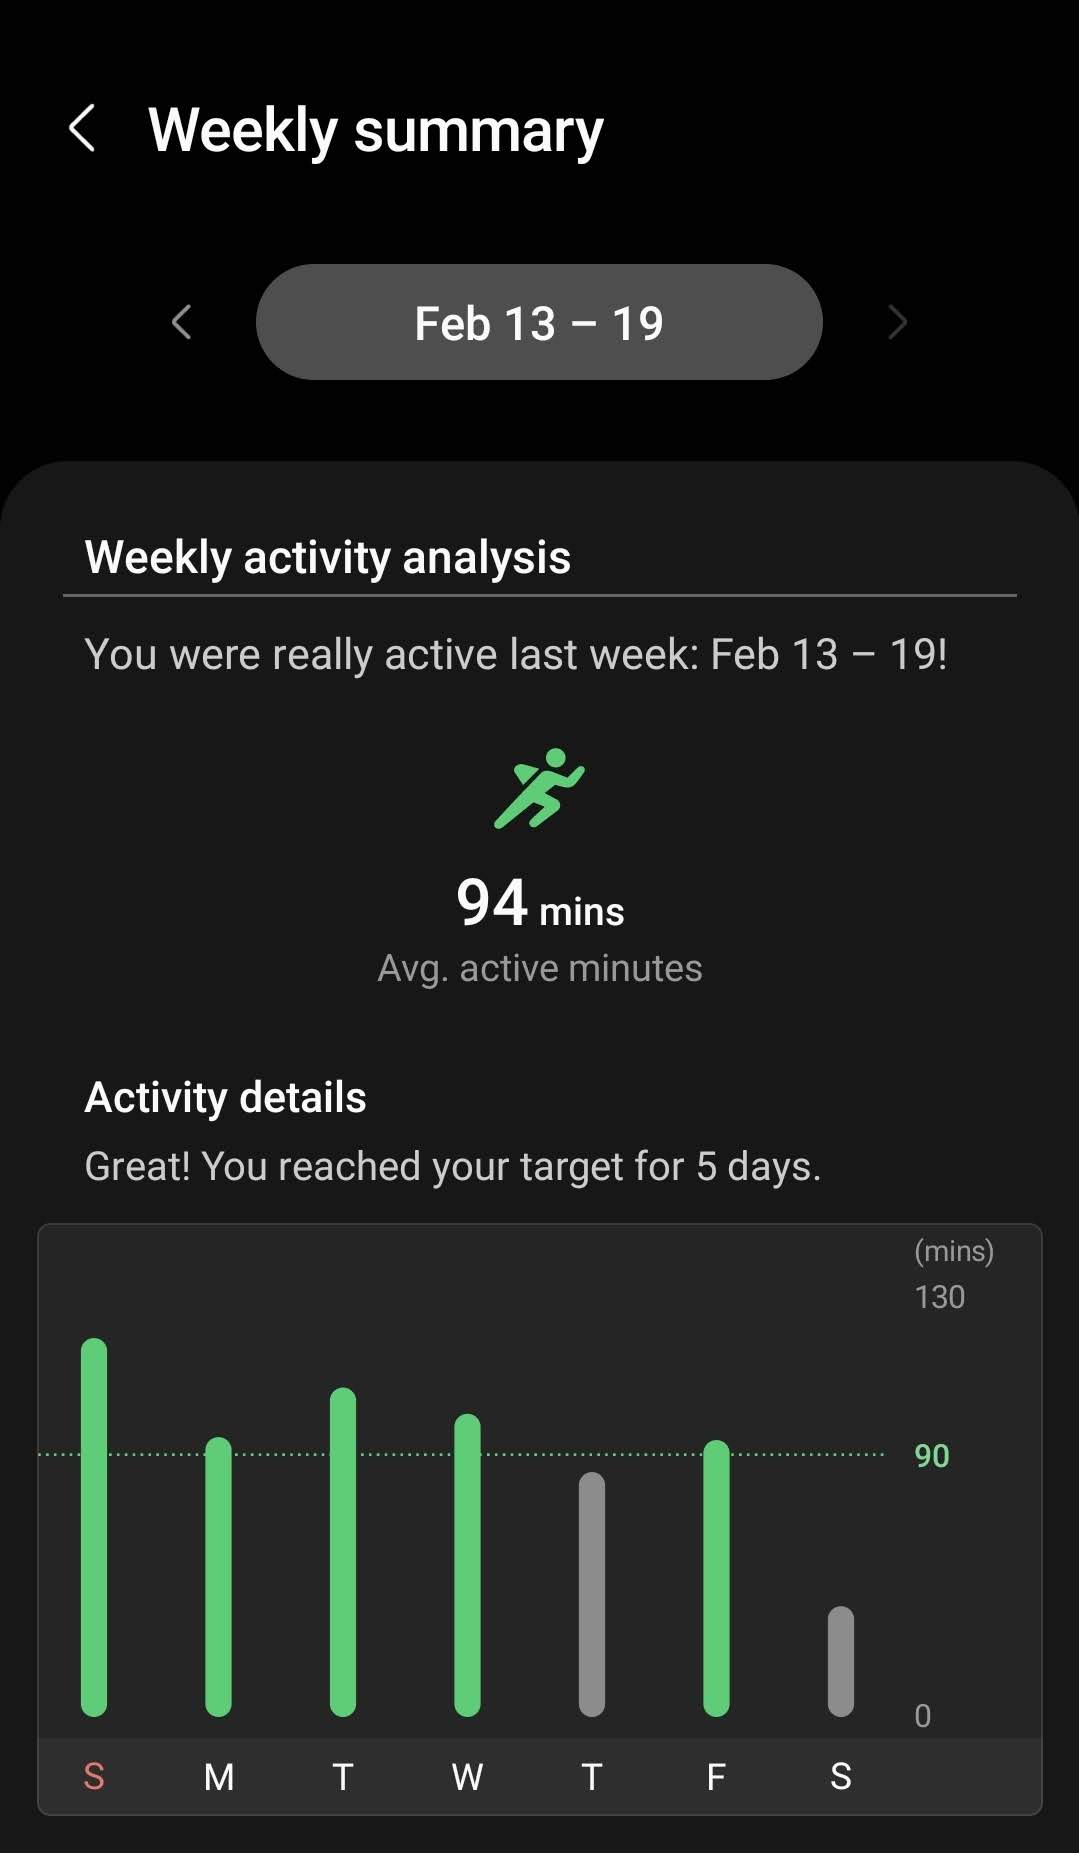 Weekly summary
Feb 13 – 19
Weekly activity analysis
You were really active last week: Feb 13 – 19!
94 mins
Avg. active minutes
Activity details
Great! You reached your target for 5 days.
(mins)
130
90
0
S M T W T F S